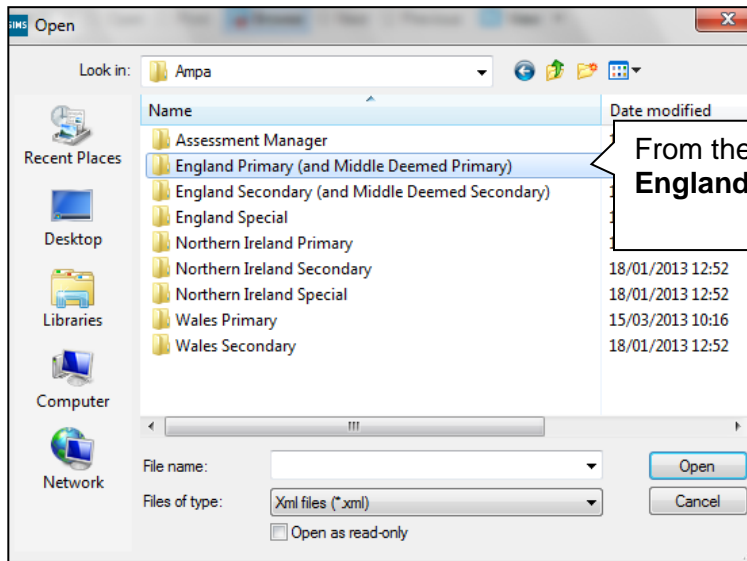 SIMS Open
Look in: Ampa
Name Date modified
Recent Places
Assessment Manager
England Primary (and Middle Deemed Primary)
England Secondary (and Middle Deemed Secondary)
England Special
Northern Ireland Primary
Northern Ireland Secondary 18/01/2013 12:52
Northern Ireland Special 18/01/2013 12:52
Wales Primary 15/03/2013 10:16
Wales Secondary 18/01/2013 12:52
From the
England
Desktop
Libraries
Computer
Network
File name: Open
Files of type: Xml files (*.xml) Cancel
Open as read-only